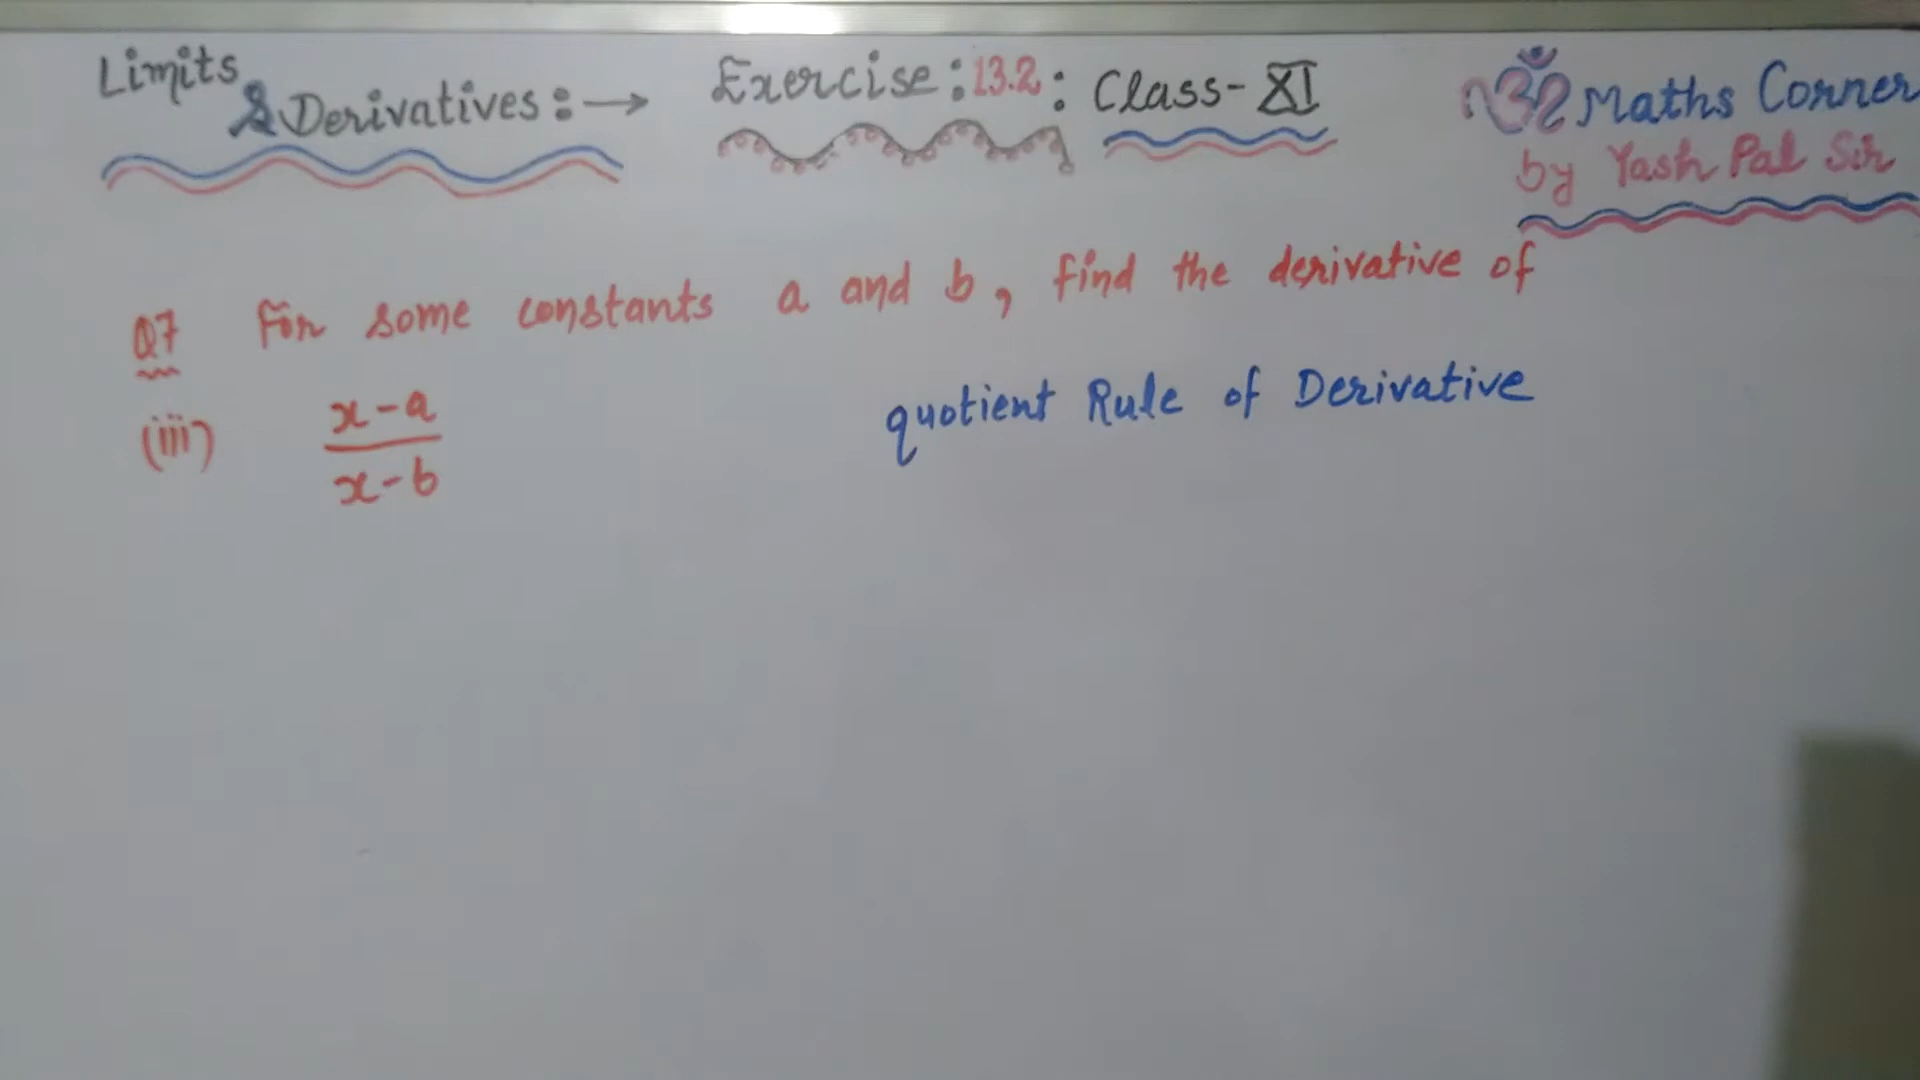 Limits
& Derivatives : →
Exercise : 13.2 : Class - XI
ॐ Maths Corner
by Yash Pal Sir
Q7 For some constants a and b, find the derivative of
(iii) x-a
x-b
quotient Rule of Derivative